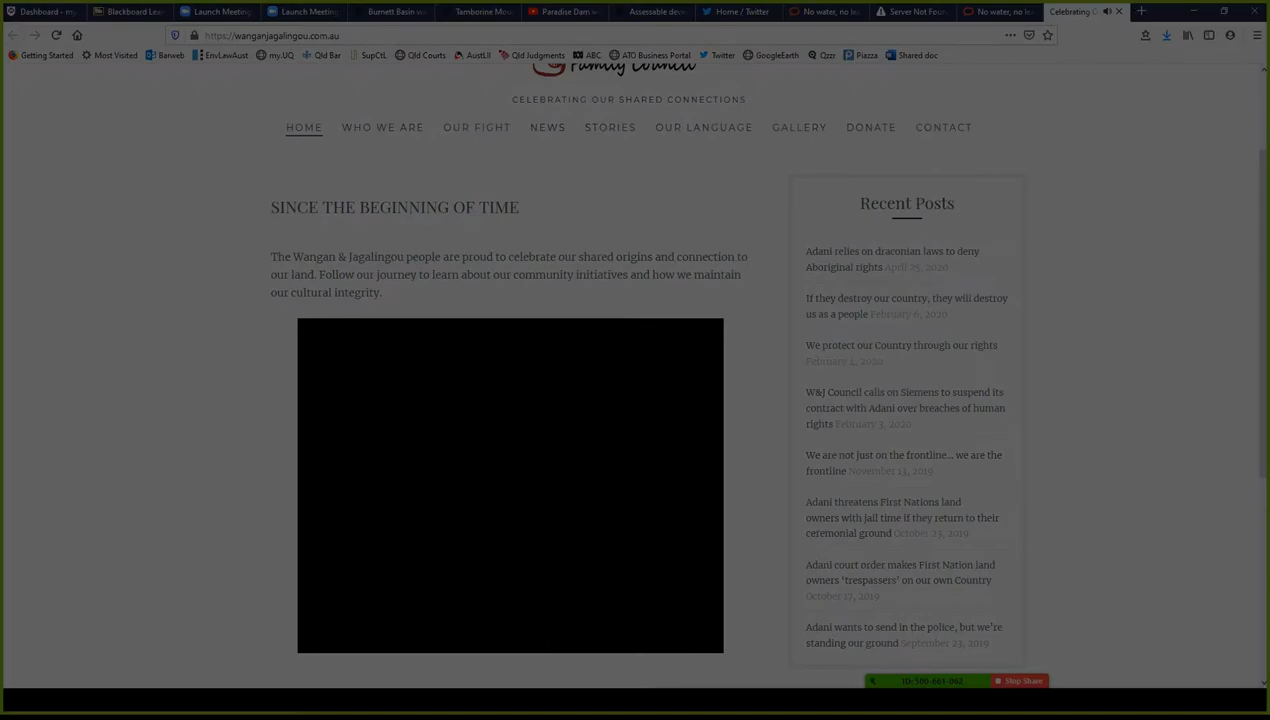 Dashboard - my
Blackboard Lea
Launch Meeting
Launch Meeting
Burnett Basin wa
Tamborine Mou
Paradise Dam w
Assessable deve
Home / Twitter
No water, no lea
Server Not Foun
No water, no lea
Celebrating O
https://wanganjagalingou.com.au
Getting Started
Most Visited
Barweb
EnvLawAust
my.UQ
Qld Bar
SupCtL
Qld Courts
AustLII
Qld Judgments
ABC
ATO Business Portal
Twitter
GoogleEarth
Qzzr
Piazza
Shared doc
Family Council
CELEBRATING OUR SHARED CONNECTIONS
HOME WHO WE ARE OUR FIGHT NEWS STORIES OUR LANGUAGE GALLERY DONATE CONTACT
SINCE THE BEGINNING OF TIME
The Wangan & Jagalingou people are proud to celebrate our shared origins and connection to
our land. Follow our journey to learn about our community initiatives and how we maintain
our cultural integrity.
Recent Posts
Adani relies on draconian laws to deny
Aboriginal rights April 25, 2020
If they destroy our country, they will destroy
us as a people February 6, 2020
We protect our Country through our rights
February 4, 2020
W&J Council calls on Siemens to suspend its
contract with Adani over breaches of human
rights February 3, 2020
We are not just on the frontline... we are the
frontline November 13, 2019
Adani threatens First Nations land
owners with jail time if they return to their
ceremonial ground October 23, 2019
Adani court order makes First Nation land
owners ‘trespassers’ on our own Country
October 17, 2019
Adani wants to send in the police, but we’re
standing our ground September 23, 2019
ID: 500-661-062
Stop Share